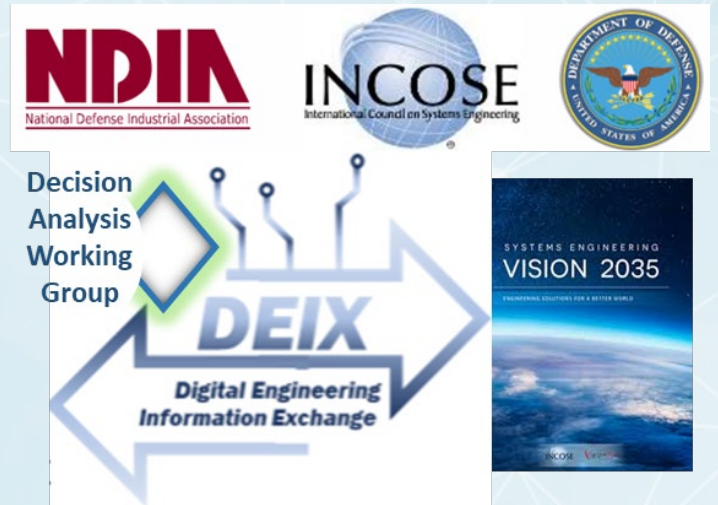 NDIA
National Defense Industrial Association
INCOSE
International Council on Systems Engineering
®
DEPARTMENT OF DEFENSE
UNITED STATES OF AMERICA
Decision
Analysis
Working
Group
DEIX
Digital Engineering
Information Exchange
SYSTEMS ENGINEERING
VISION 2035
ENGINEERING SOLUTIONS FOR A BETTER WORLD
INCOSE